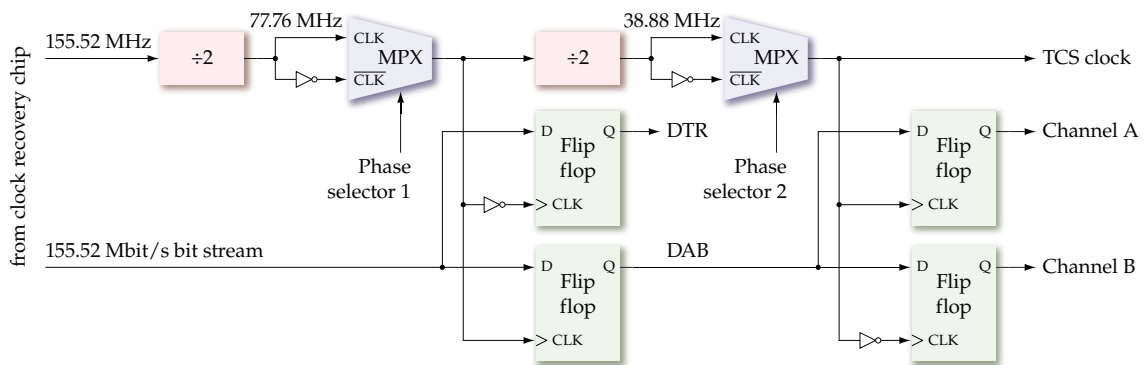 from clock recovery chip
155.52 MHz
÷2
77.76 MHz
CLK
CLK
MPX
Phase
selector 1
÷2
38.88 MHz
CLK
CLK
MPX
Phase
selector 2
TCS clock
D
Q
Flip
flop
CLK
DTR
D
Q
Flip
flop
CLK
Channel A
155.52 Mbit/s bit stream
D
Q
Flip
flop
CLK
DAB
D
Q
Flip
flop
CLK
Channel B